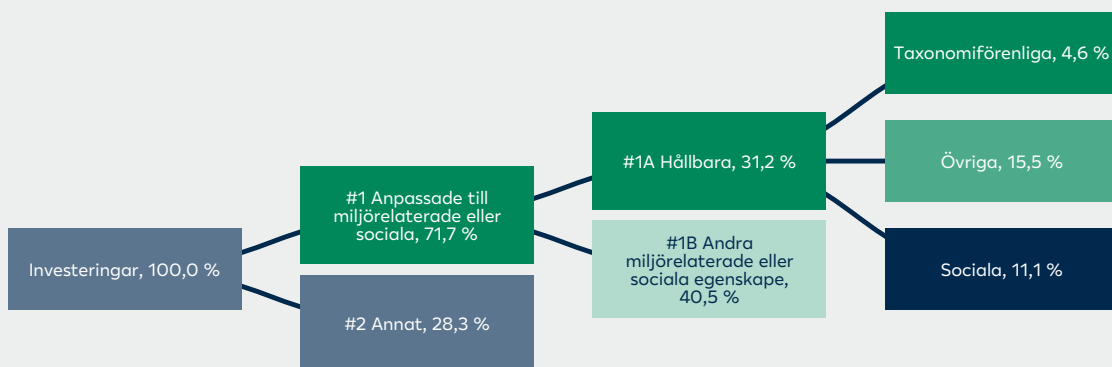 Investeringar, 100,0 %
#1 Anpassade till
miljörelaterade eller
sociala, 71,7 %
#2 Annat, 28,3 %
#1A Hållbara, 31,2 %
#1B Andra
miljörelaterade eller
sociala egenskape,
40,5 %
Taxonomiförenliga, 4,6 %
Övriga, 15,5 %
Sociala, 11,1 %